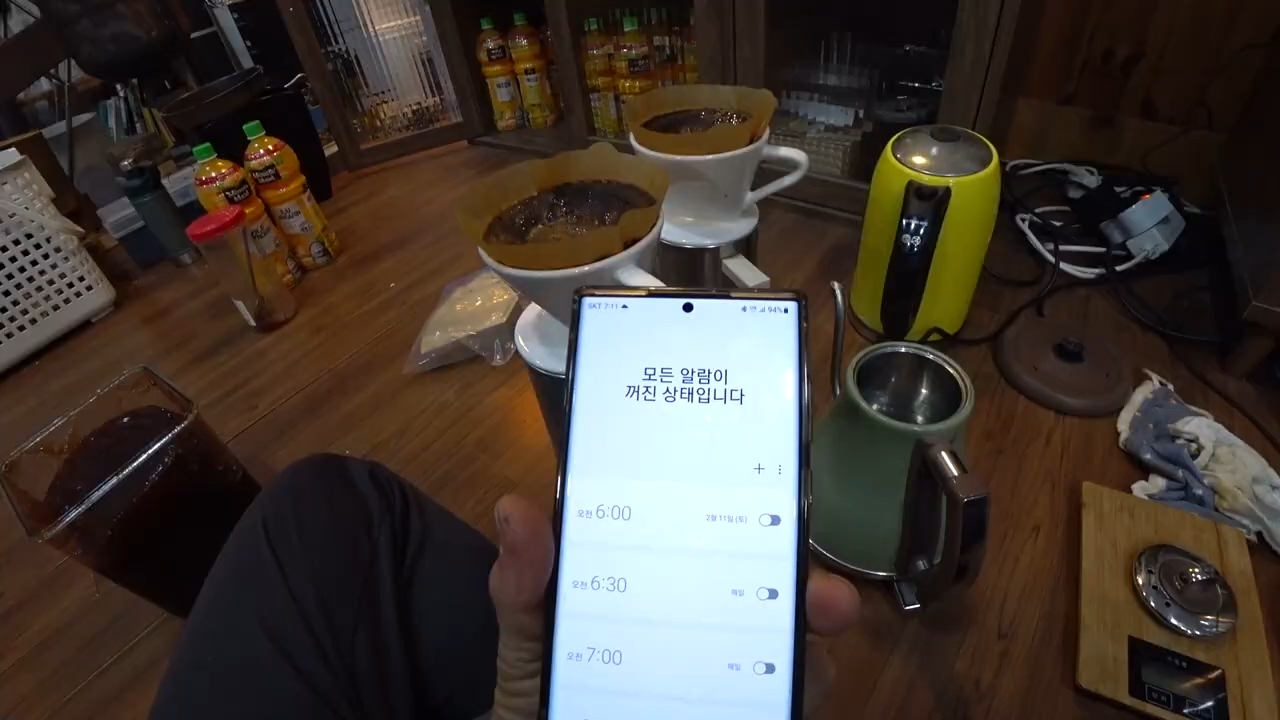 SKT 7:11
94%
모든 알람이
꺼진 상태입니다
오전 6:00
2월 11일 (토)
오전 6:30
매일
오전 7:00
매일
Minute
Maid